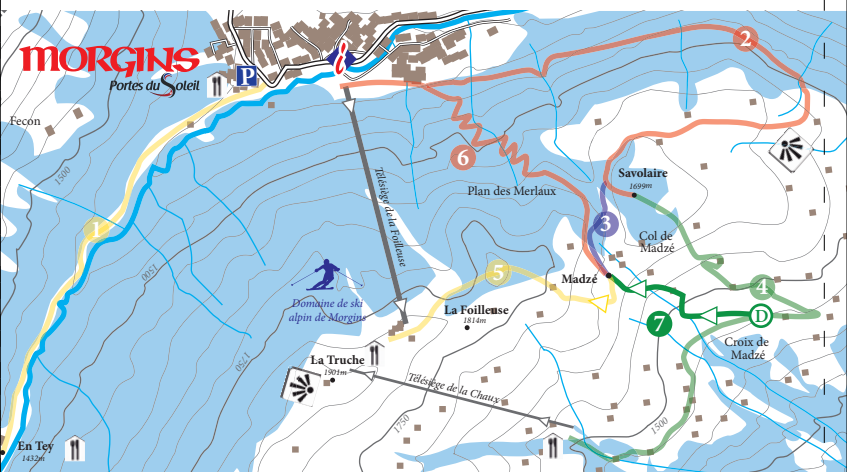 MORGINS
Portes du Soleil
P
i
2
Fecon
1500
6
Télésiège de la Foilleuse
Plan des Merlaux
Savolaire
1699m
1
3
Col de
Madzé
1500
5
Madzé
4
Domaine de ski
alpin de Morgins
La Foilleuse
1814m
7
D
Croix de
Madzé
1750
La Truche
1901m
Télésiège de la Chaux
1750
1500
En Tey
1432m